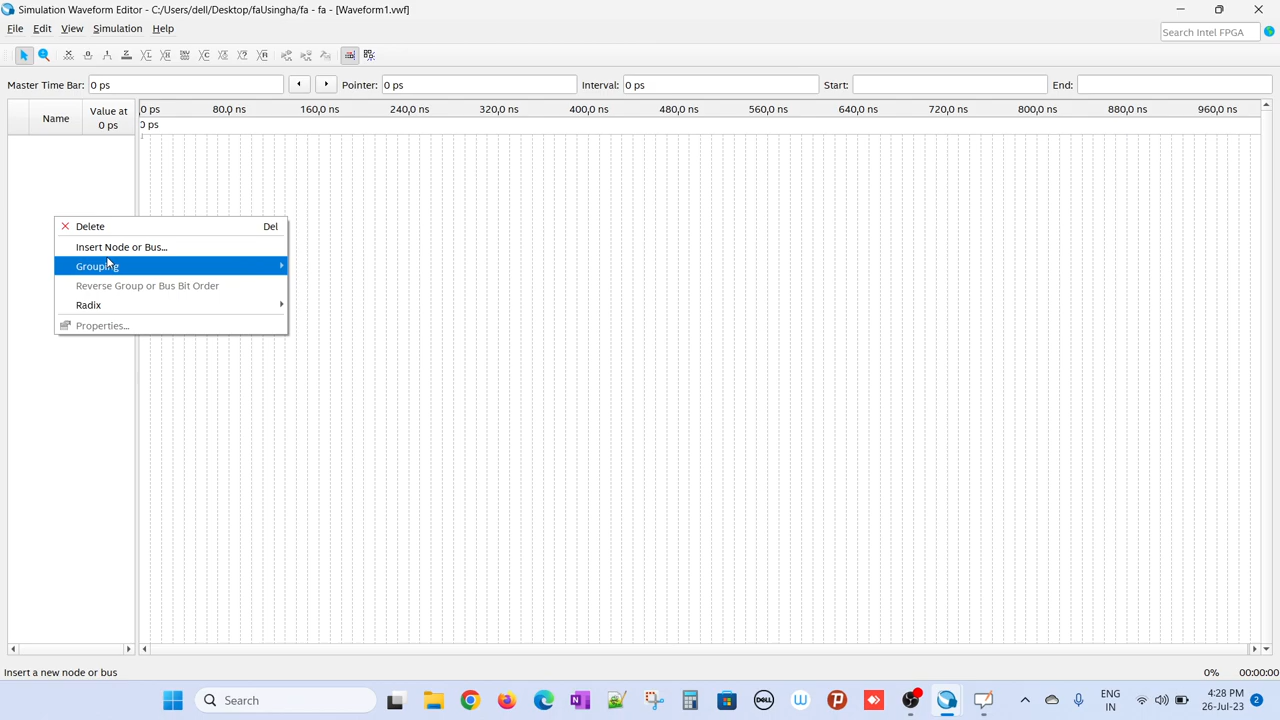 Simulation Waveform Editor - C:/Users/dell/Desktop/faUsingha/fa - fa - [Waveform1.vwf]
File Edit View Simulation Help
Search Intel FPGA
Master Time Bar: 0 ps Pointer: 0 ps Interval: 0 ps Start: End:
Name Value at 0 ps
0 ps 80.0 ns 160.0 ns 240.0 ns 320.0 ns 400.0 ns 480.0 ns 560.0 ns 640.0 ns 720.0 ns 800.0 ns 880.0 ns 960.0 ns
0 ps
Delete Del
Insert Node or Bus...
Grouping
Reverse Group or Bus Bit Order
Radix
Properties...
Insert a new node or bus 0% 00:00:00
Search
ENG
IN
4:28 PM
26-Jul-23
2